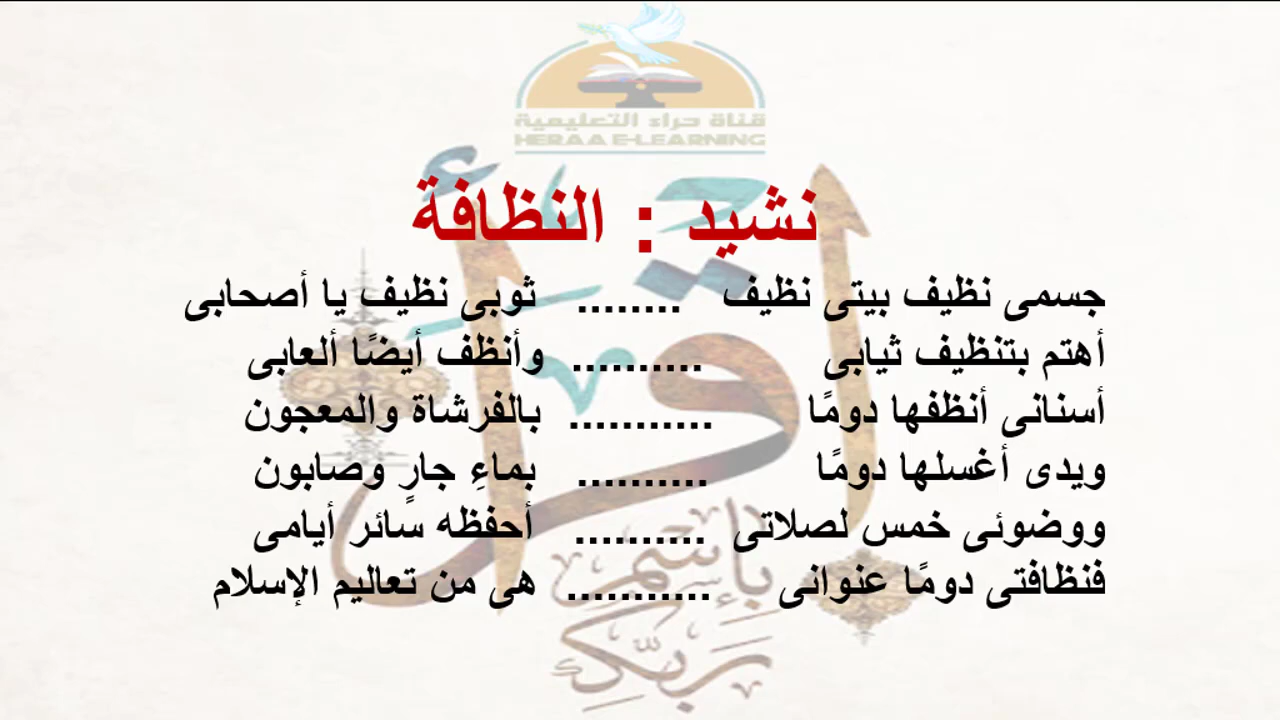 قناة حراء التعليمية
HERAA E-LEARNING
نشيد : النظافة
جسمى نظيف بيتى نظيف ........ ثوبى نظيف يا أصحابى
أهتم بتنظيف ثيابى .......... وأنظف أيضًا ألعابى
أسنانى أنظفها دومًا ........... بالفرشاة والمعجون
ويدى أغسلها دومًا .......... بماءِ جارٍ وصابون
ووضوئى خمس لصلاتى .......... أحفظه سائر أيامى
فنظافتى دومًا عنوانى ........... هى من تعاليم الإسلام
اقرأ
بِاسْمِ
رَبِّكَ